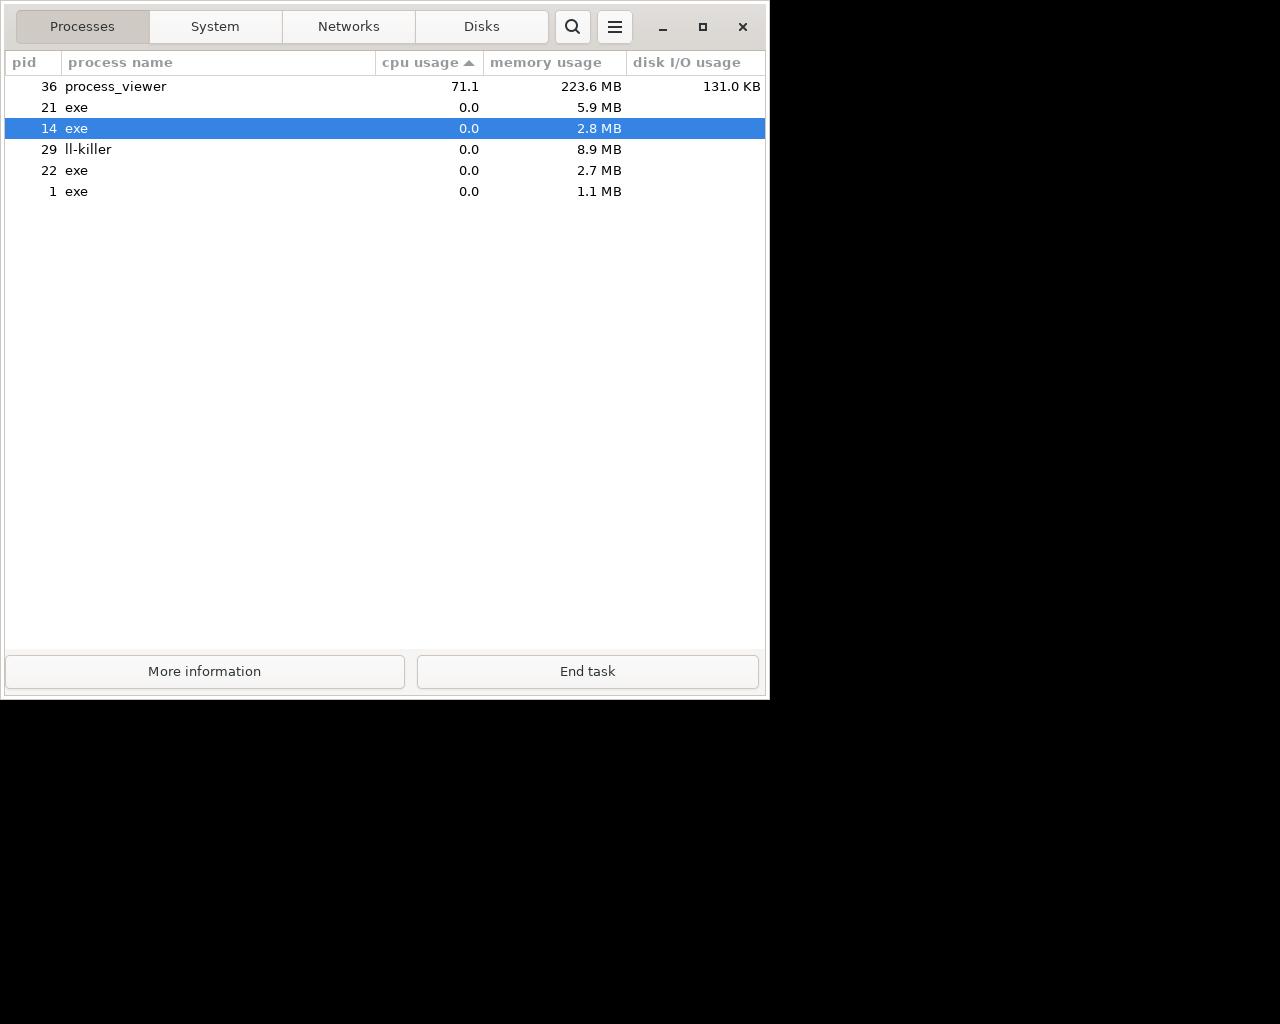 Processes System Networks Disks
pid process name cpu usage memory usage disk I/O usage
36 process_viewer 71.1 223.6 MB 131.0 KB
21 exe 0.0 5.9 MB
14 exe 0.0 2.8 MB
29 ll-killer 0.0 8.9 MB
22 exe 0.0 2.7 MB
1 exe 0.0 1.1 MB
More information End task